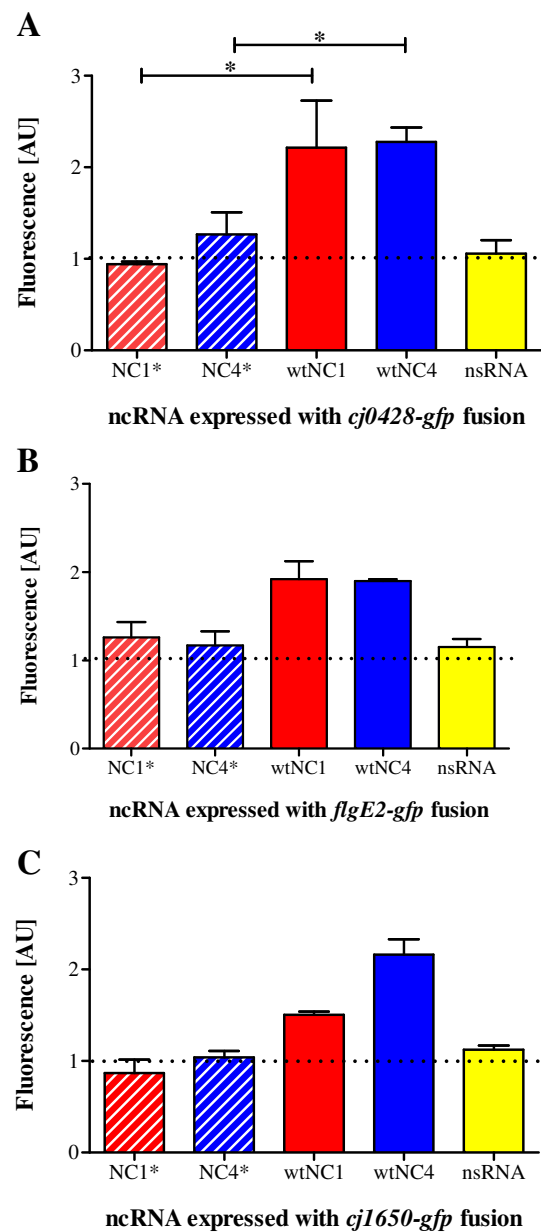 A
*
*
3
2
1
0
Fluorescence [AU]
NC1* NC4* wtNC1 wtNC4 nsRNA
ncRNA expressed with cj0428-gfp fusion
B
3
2
1
0
Fluorescence [AU]
NC1* NC4* wtNC1 wtNC4 nsRNA
ncRNA expressed with flgE2-gfp fusion
C
3
2
1
0
Fluorescence [AU]
NC1* NC4* wtNC1 wtNC4 nsRNA
ncRNA expressed with cj1650-gfp fusion